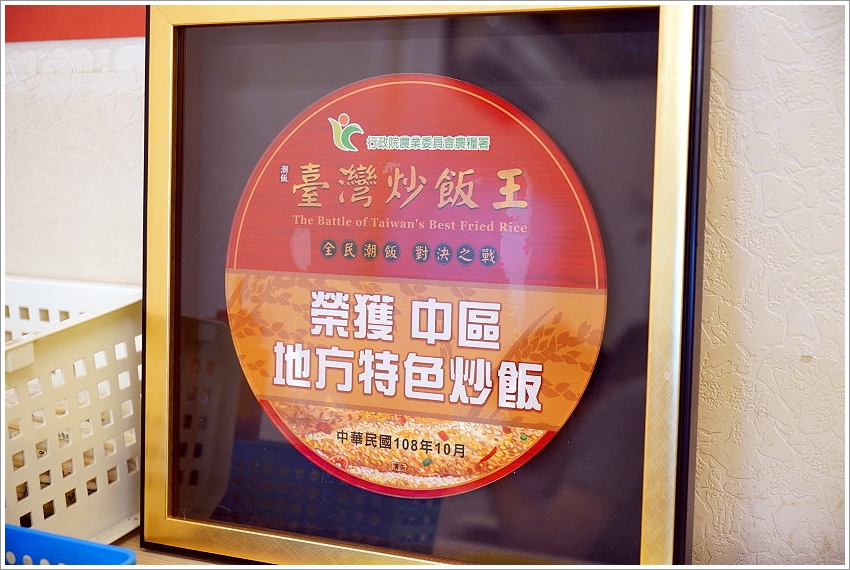 行政院農業委員會農糧署
潮飯
臺灣炒飯王
The Battle of Taiwan's Best Fried Rice
全民潮飯 對決之戰
榮獲 中區
地方特色炒飯
中華民國108年10月